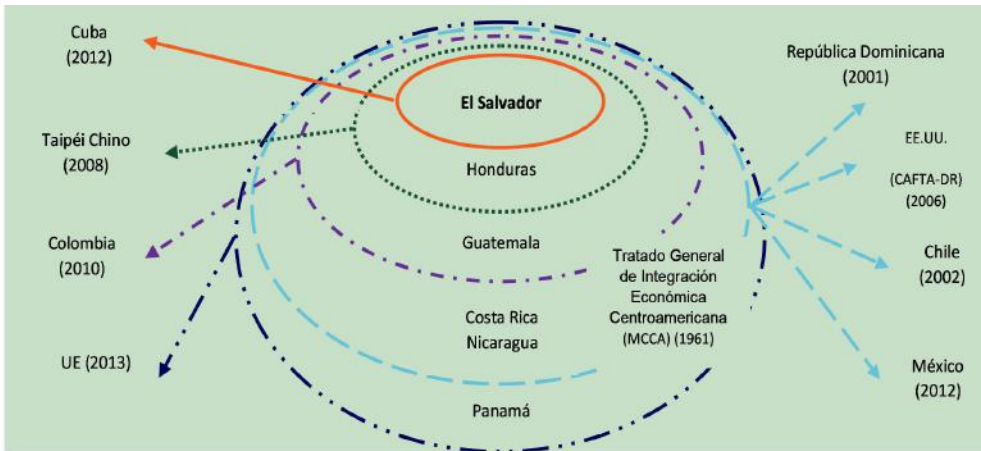 Cuba
(2012)
Taipéi Chino
(2008)
Colombia
(2010)
UE (2013)
El Salvador
Honduras
Guatemala
Costa Rica
Nicaragua
Panamá
Tratado General
de Integración
Económica
Centroamericana
(MCCA) (1961)
República Dominicana
(2001)
EE.UU.
(CAFTA-DR)
(2006)
Chile
(2002)
México
(2012)